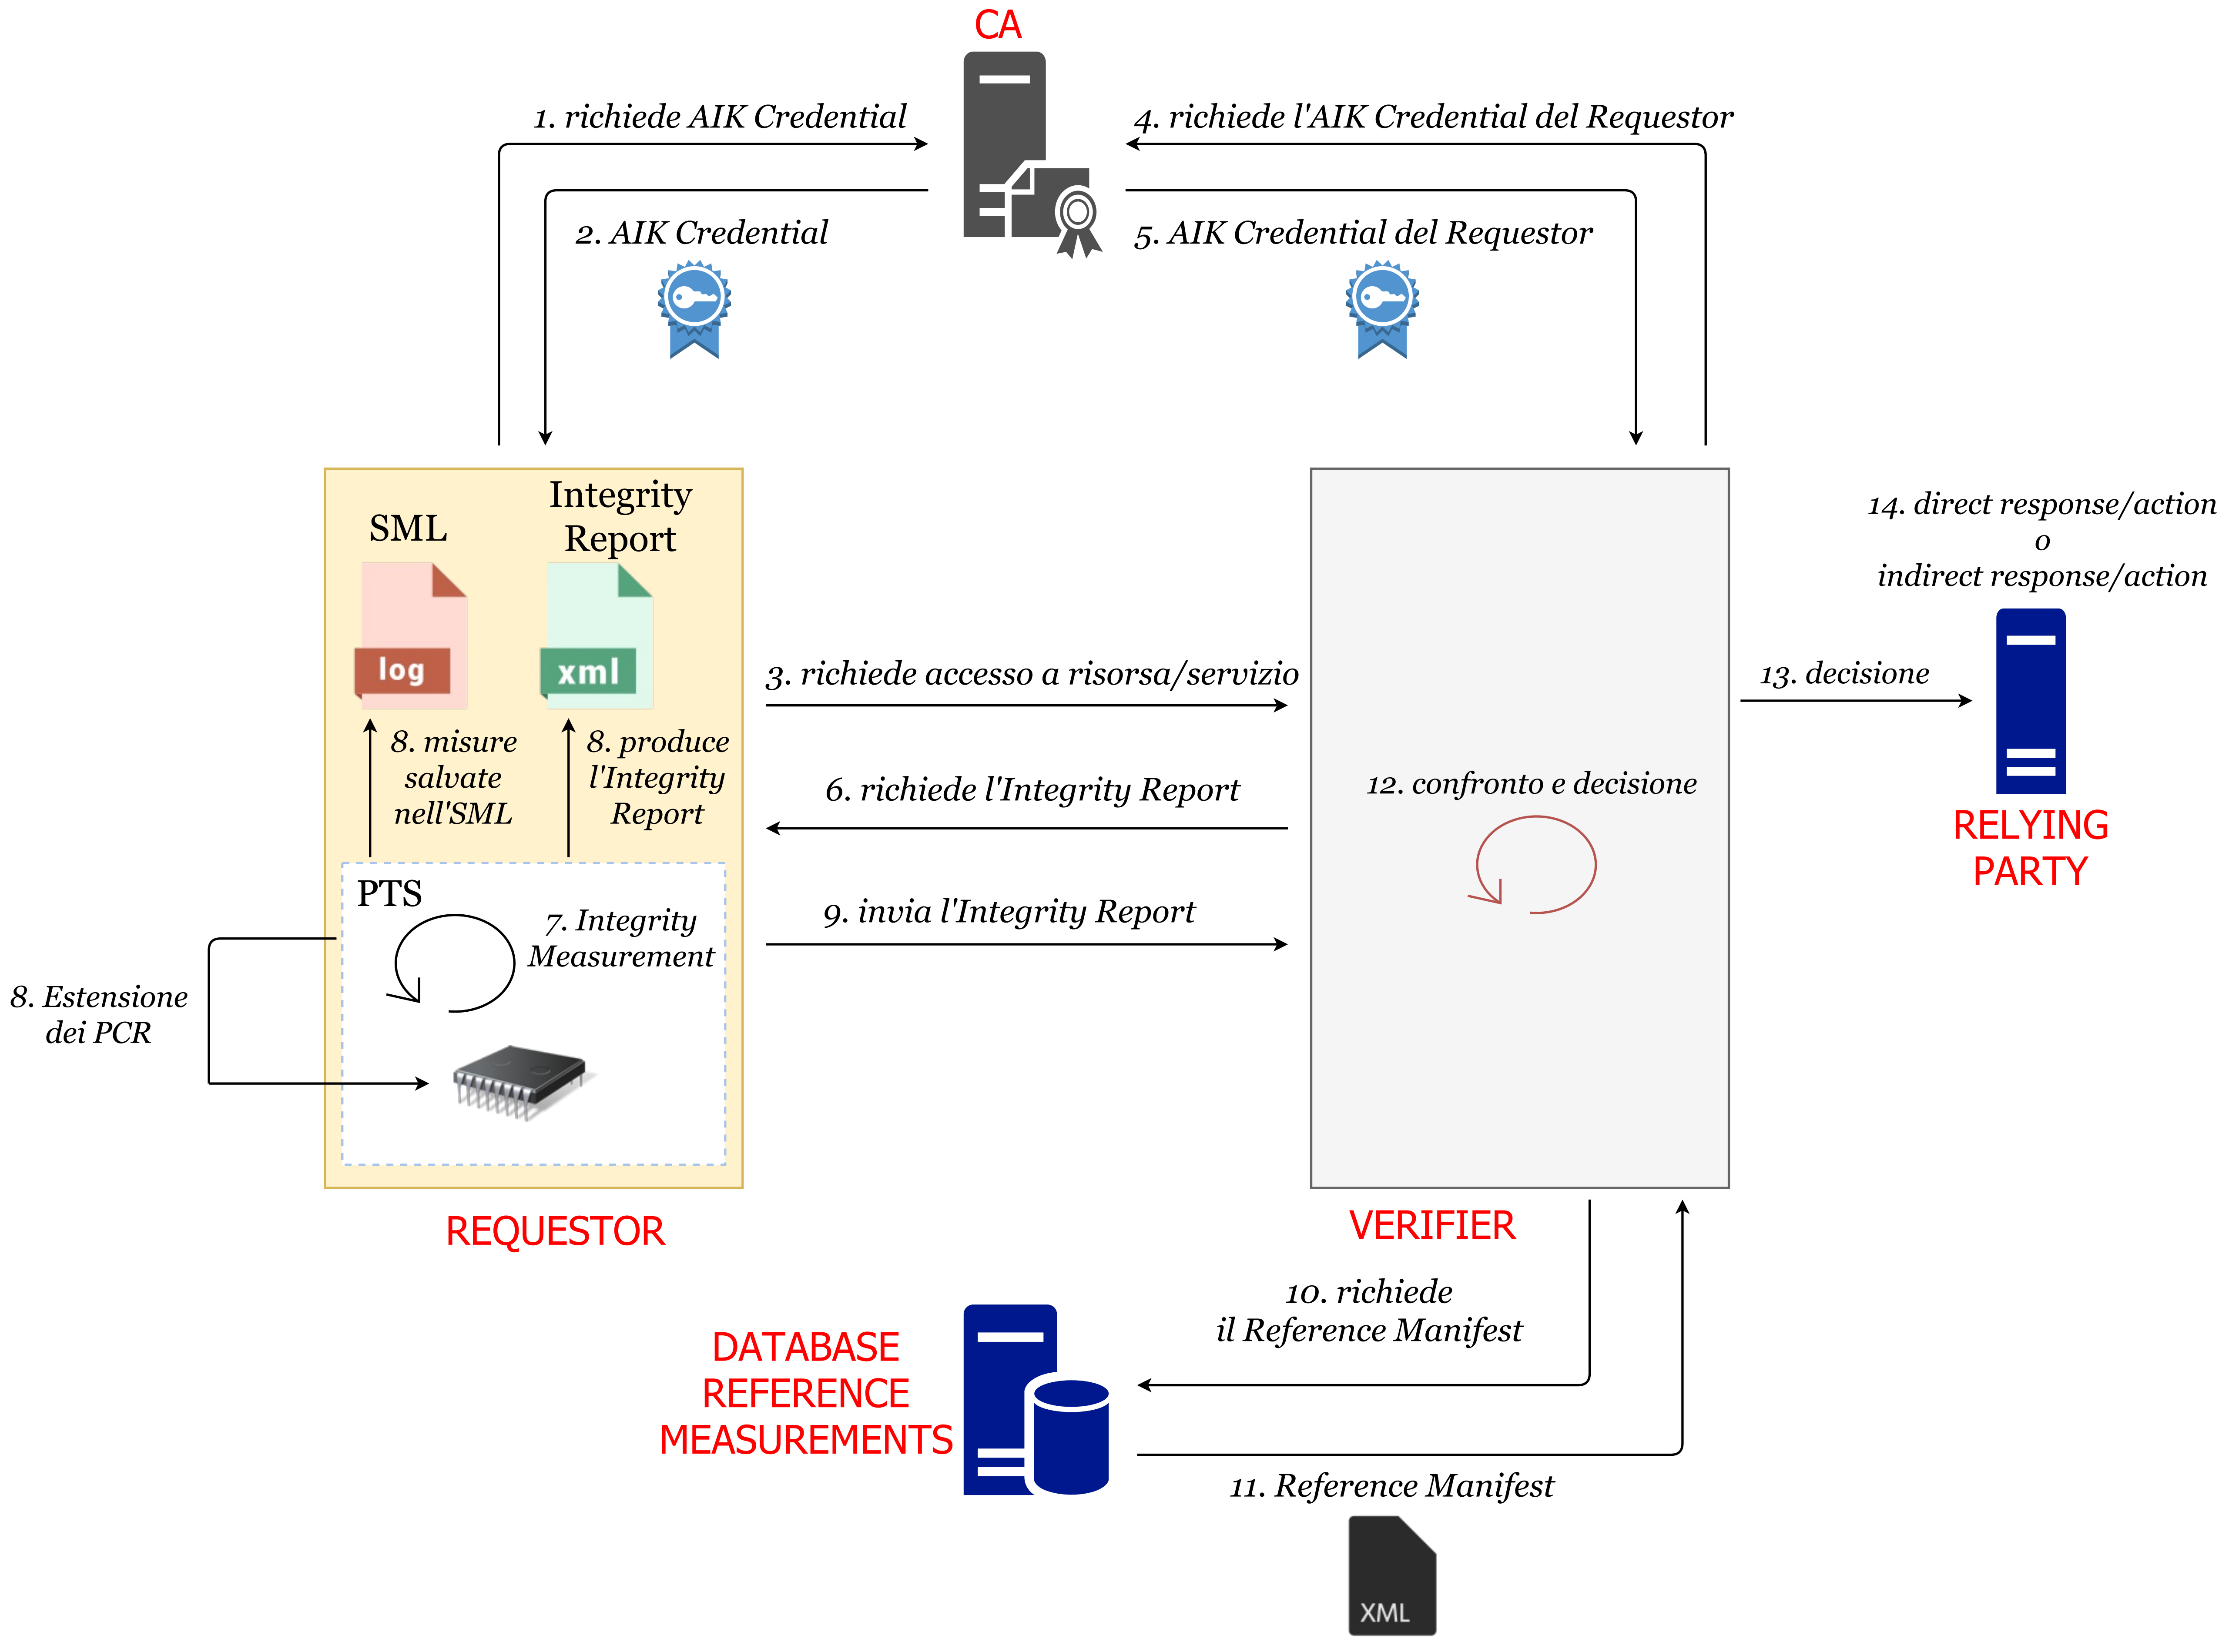 CA
1. richiede AIK Credential
4. richiede l'AIK Credential del Requestor
2. AIK Credential
5. AIK Credential del Requestor
SML
Integrity
Report
log
xml
8. misure
salvate
nell'SML
8. produce
l'Integrity
Report
PTS
7. Integrity
Measurement
8. Estensione
dei PCR
REQUESTOR
3. richiede accesso a risorsa/servizio
6. richiede l'Integrity Report
9. invia l'Integrity Report
12. confronto e decisione
VERIFIER
13. decisione
14. direct response/action
o
indirect response/action
RELYING
PARTY
10. richiede
il Reference Manifest
DATABASE
REFERENCE
MEASUREMENTS
11. Reference Manifest
XML